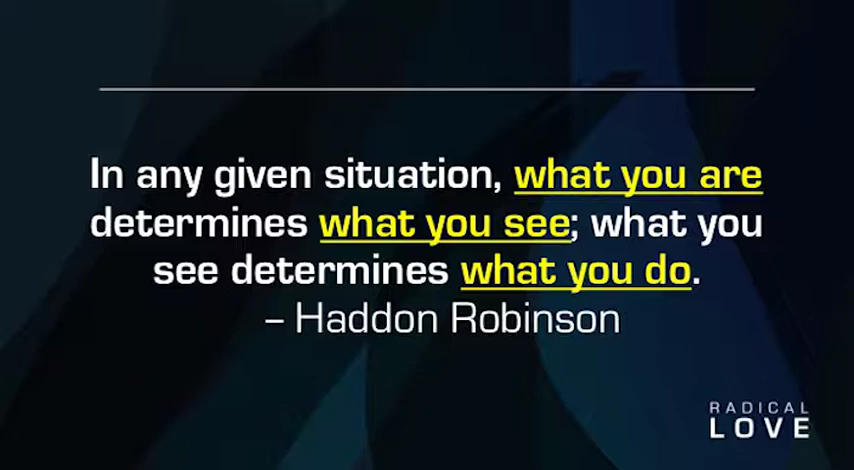 In any given situation, what you are
determines what you see; what you
see determines what you do.
– Haddon Robinson
RADICAL
LOVE